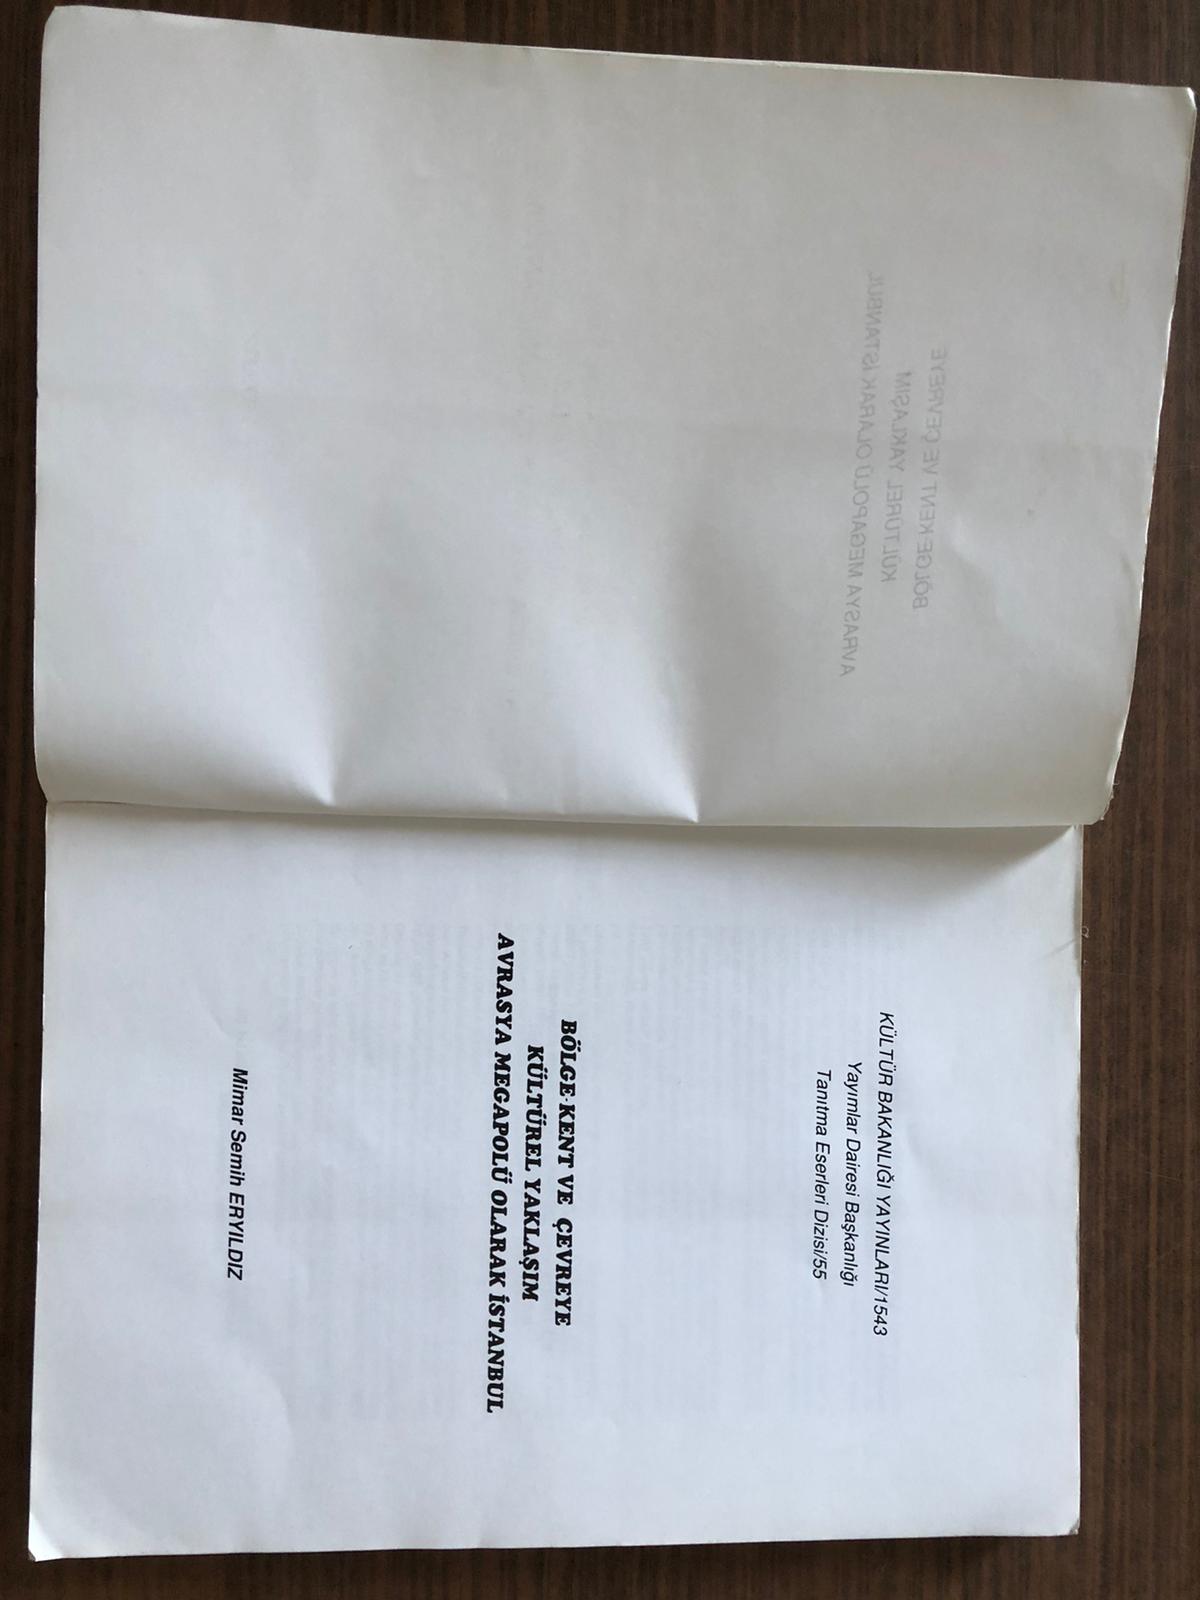 KÜLTÜR BAKANLIĞI YAYINLARI/1543
Yayımlar Dairesi Başkanlığı
Tanıtma Eserleri Dizisi/55
BÖLGE-KENT VE ÇEVREYE
KÜLTÜREL YAKLAŞIM
AVRASYA MEGAPOLÜ OLARAK İSTANBUL
Mimar Semih ERYILDIZ